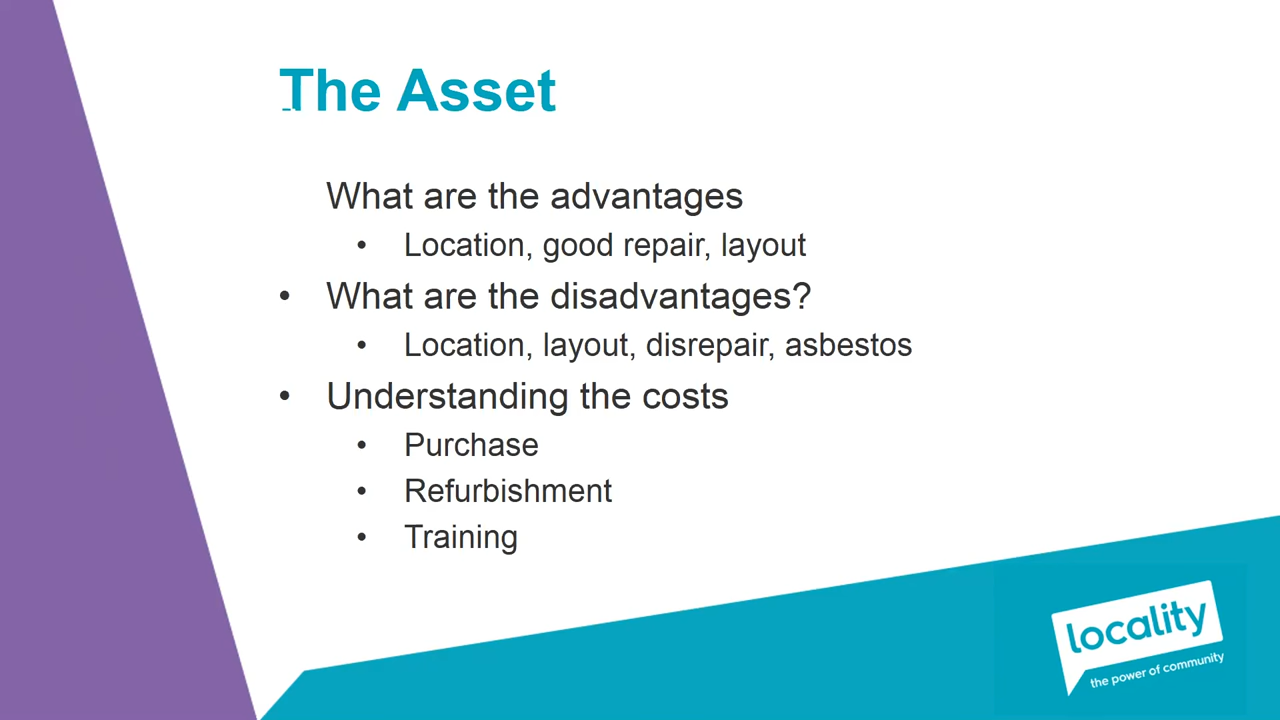 The Asset
What are the advantages
• Location, good repair, layout
• What are the disadvantages?
• Location, layout, disrepair, asbestos
• Understanding the costs
• Purchase
• Refurbishment
• Training
locality
the power of community